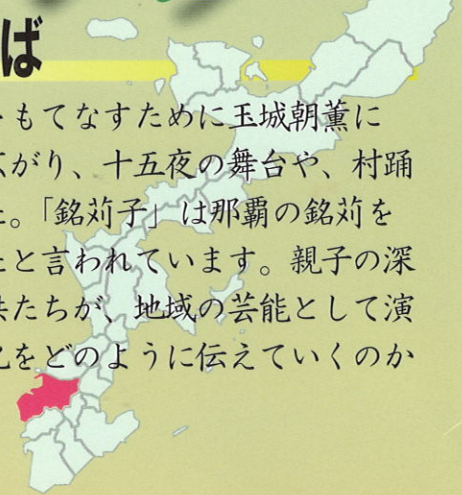 ば
もてなすために玉城朝薫に
がり、十五夜の舞台や、村踊
。「銘苅子」は那覇の銘苅を
と言われています。親子の深
たちが、地域の芸能として演
をどのように伝えていくのか